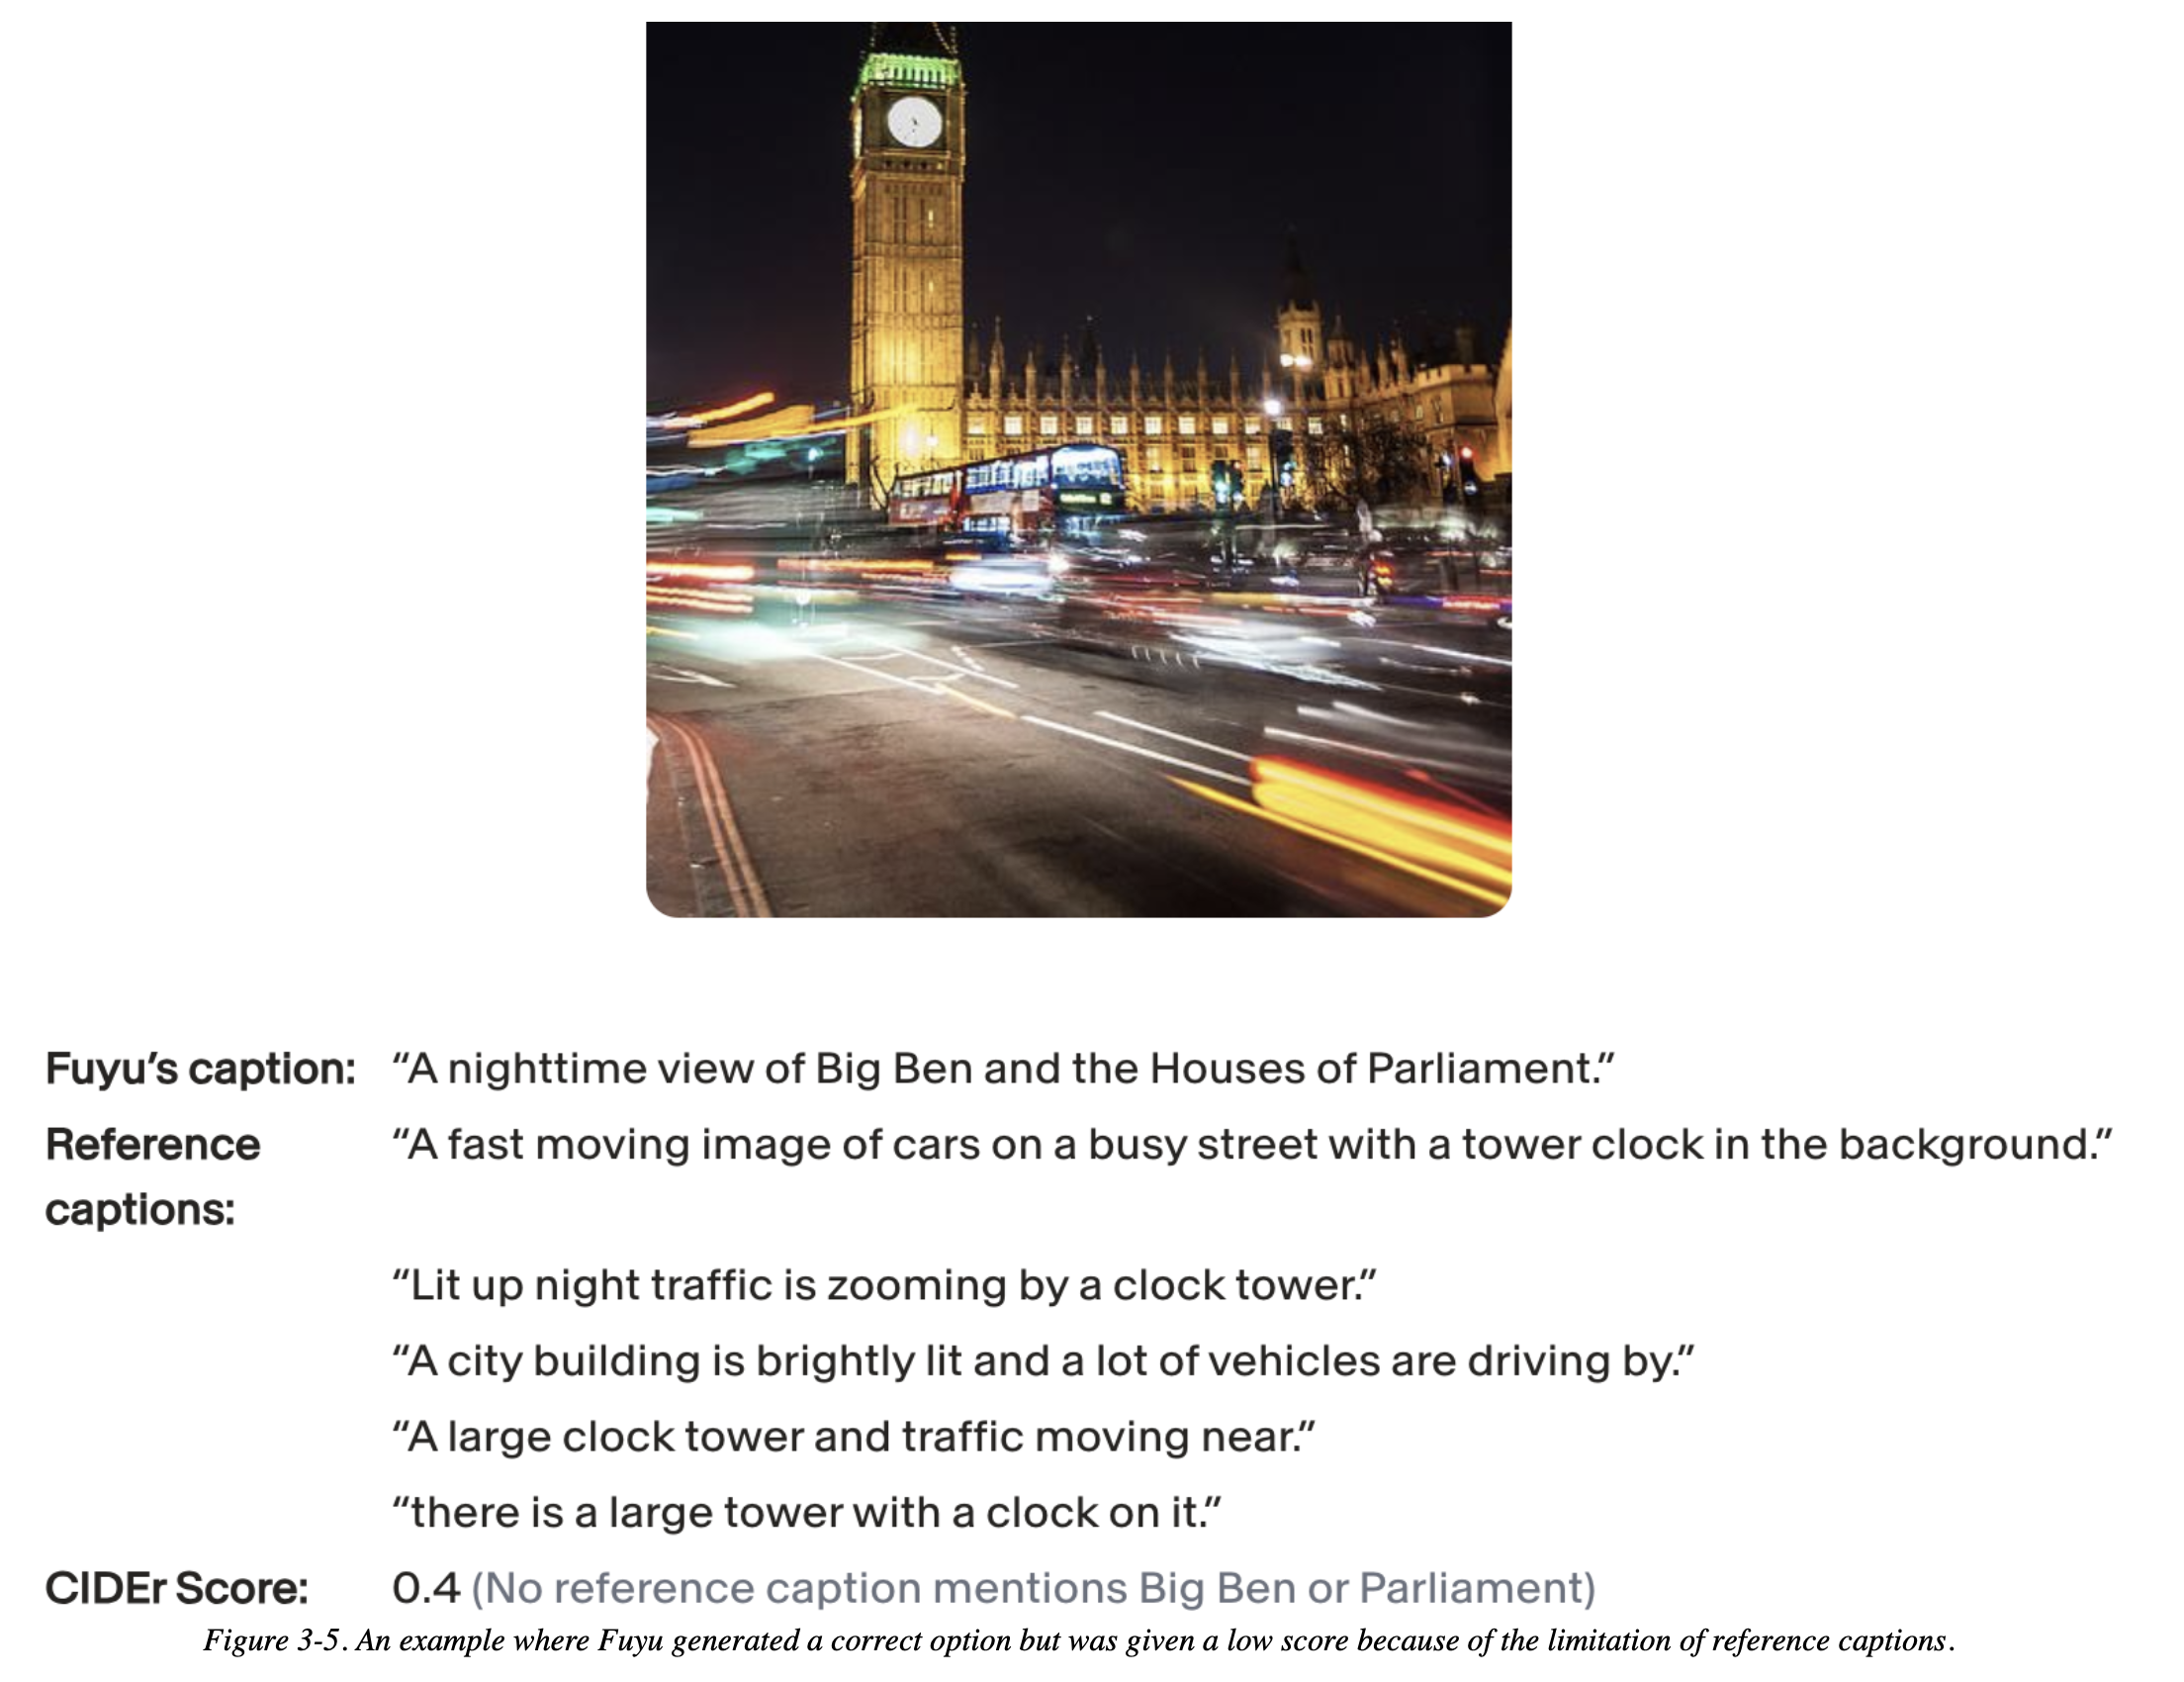 Fuyu’s caption: “A nighttime view of Big Ben and the Houses of Parliament.”
Reference captions: “A fast moving image of cars on a busy street with a tower clock in the background.”
“Lit up night traffic is zooming by a clock tower.”
“A city building is brightly lit and a lot of vehicles are driving by.”
“A large clock tower and traffic moving near.”
“there is a large tower with a clock on it.”
CIDEr Score: 0.4 (No reference caption mentions Big Ben or Parliament)
Figure 3-5. An example where Fuyu generated a correct option but was given a low score because of the limitation of reference captions.